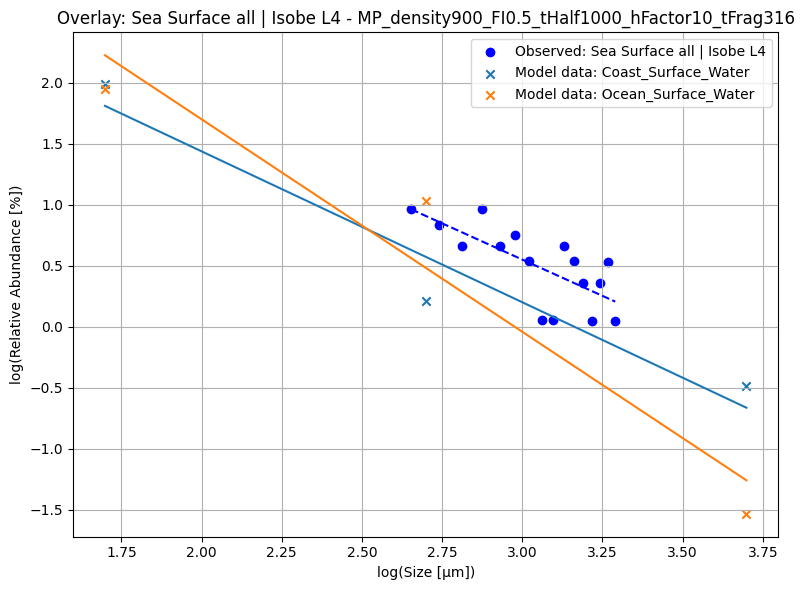 Overlay: Sea Surface all | Isobe L4 - MP_density900_FI0.5_tHalf1000_hFactor10_tFrag316
Observed: Sea Surface all | Isobe L4
Model data: Coast_Surface_Water
Model data: Ocean_Surface_Water
log(Relative Abundance [%])
2.0
1.5
1.0
0.5
0.0
−0.5
−1.0
−1.5
1.75 2.00 2.25 2.50 2.75 3.00 3.25 3.50 3.75
log(Size [μm])